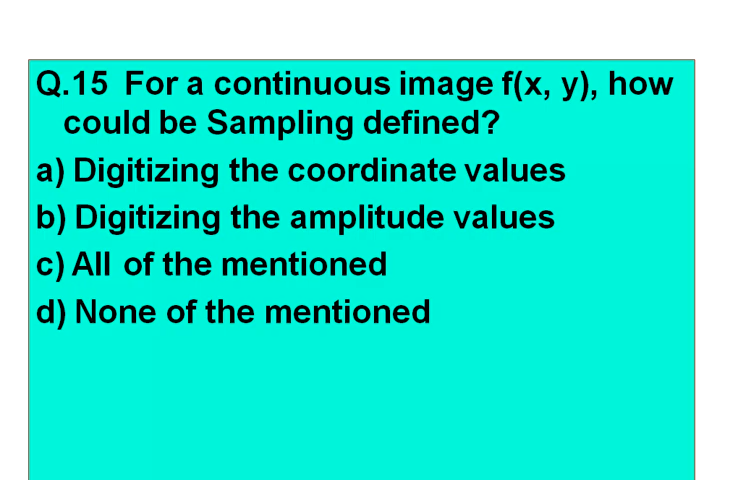 Q.15 For a continuous image f(x, y), how
could be Sampling defined?
a) Digitizing the coordinate values
b) Digitizing the amplitude values
c) All of the mentioned
d) None of the mentioned